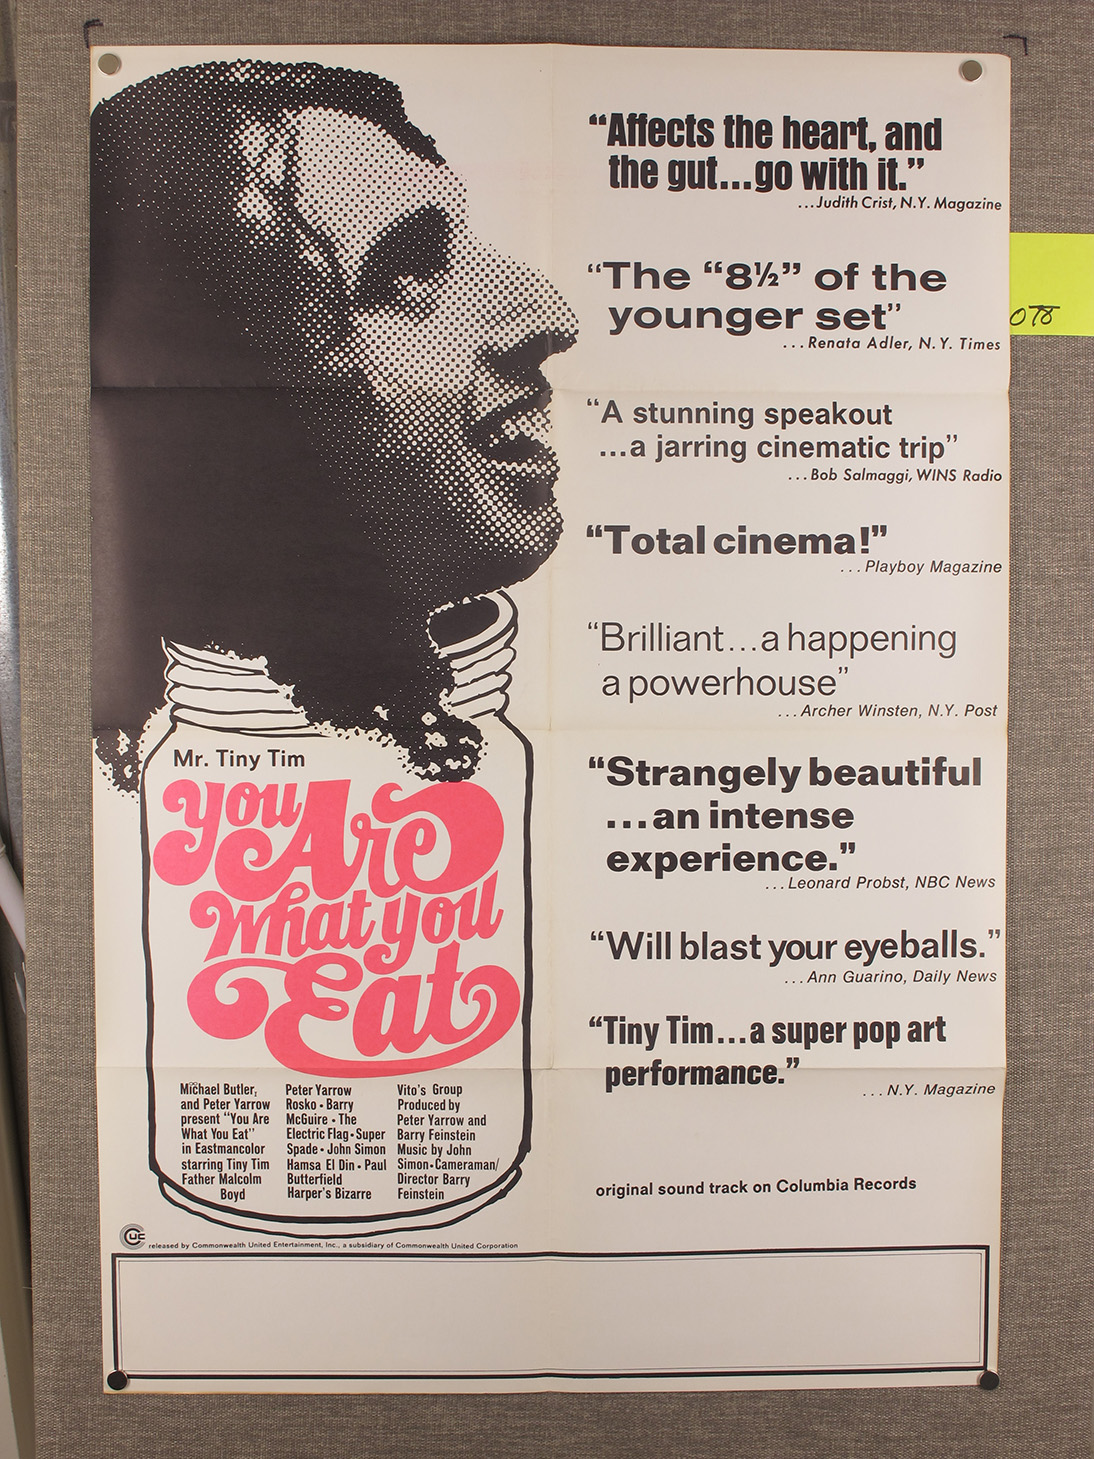 “Affects the heart, and
the gut...go with it.”
...Judith Crist, N.Y. Magazine
“The “8½” of the
younger set”
...Renata Adler, N.Y. Times
“A stunning speakout
...a jarring cinematic trip”
...Bob Salmaggi, WINS Radio
“Total cinema!”
...Playboy Magazine
“Brilliant...a happening
a powerhouse”
...Archer Winsten, N.Y. Post
“Strangely beautiful
...an intense
experience.”
...Leonard Probst, NBC News
“Will blast your eyeballs.”
...Ann Guarino, Daily News
“Tiny Tim...a super pop art
performance.”
...N.Y. Magazine
original sound track on Columbia Records
Mr. Tiny Tim
You
Are
What you
Eat
Michael Butler,
and Peter Yarrow
present “You Are
What You Eat”
in Eastmancolor
starring Tiny Tim
Father Malcolm
Boyd
Peter Yarrow
Rosko • Barry
McGuire • The
Electric Flag • Super
Spade • John Simon
Hamsa El Din • Paul
Butterfield
Harper's Bizarre
Vito's Group
Produced by
Peter Yarrow and
Barry Feinstein
Music by John
Simon • Cameraman/
Director Barry
Feinstein
CUC
released by Commonwealth United Entertainment, Inc., a subsidiary of Commonwealth United Corporation